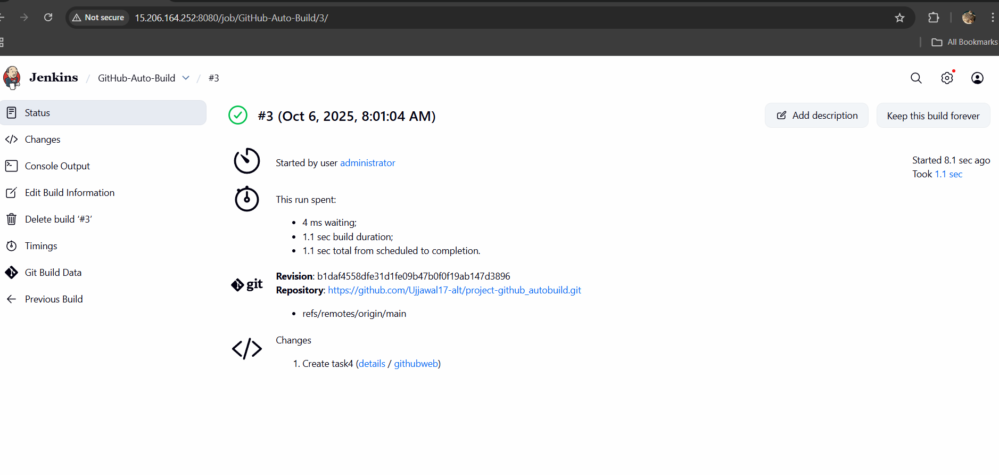 Not secure
15.206.164.252:8080/job/GitHub-Auto-Build/3/
All Bookmarks
Jenkins / GitHub-Auto-Build / #3
Status
Changes
Console Output
Edit Build Information
Delete build ‘#3’
Timings
Git Build Data
Previous Build
#3 (Oct 6, 2025, 8:01:04 AM)
Add description
Keep this build forever
Started by user administrator
Started 8.1 sec ago
Took 1.1 sec
This run spent:
• 4 ms waiting;
• 1.1 sec build duration;
• 1.1 sec total from scheduled to completion.
git
Revision: b1daf4558dfe31d1fe09b47b0f0f19ab147d3896
Repository: https://github.com/Ujjawal17-alt/project-github_autobuild.git
• refs/remotes/origin/main
Changes
1. Create task4 (details / githubweb)